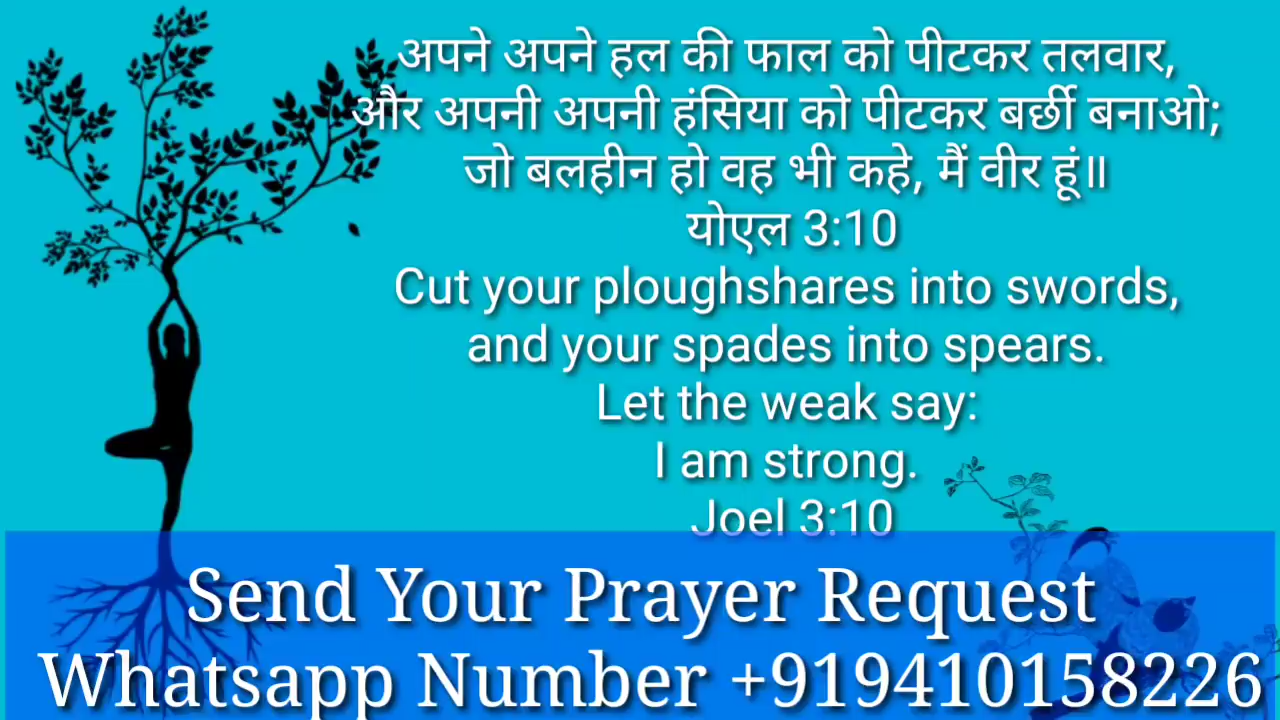 अपने अपने हल की फाल को पीटकर तलवार,
और अपनी अपनी हंसिया को पीटकर बर्छी बनाओ;
जो बलहीन हो वह भी कहे, मैं वीर हूं॥
योएल 3:10
Cut your ploughshares into swords,
and your spades into spears.
Let the weak say:
I am strong.
Joel 3:10
Send Your Prayer Request
Whatsapp Number +919410158226